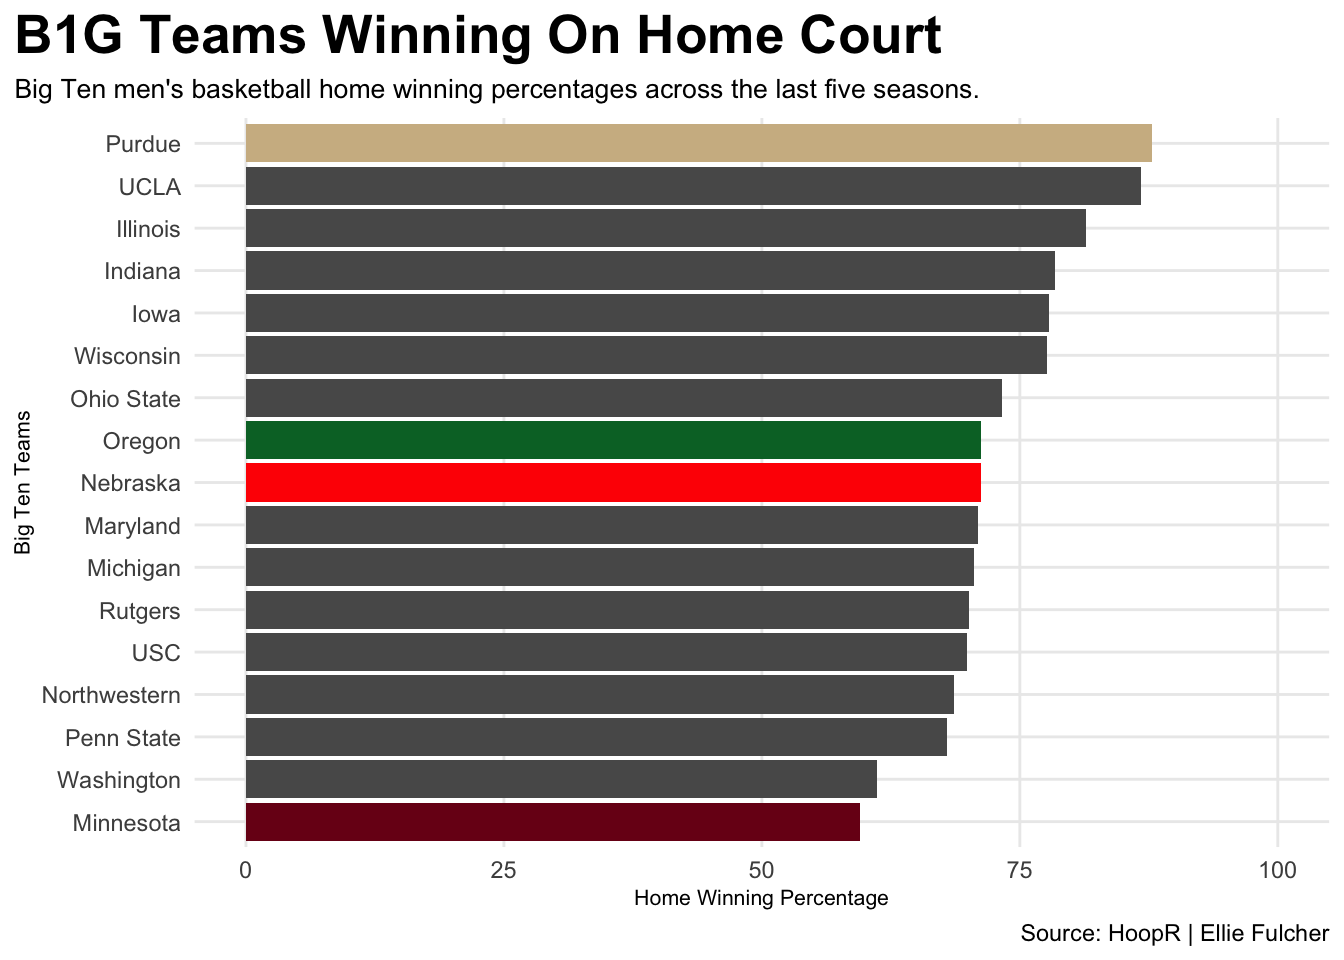 B1G Teams Winning On Home Court
Big Ten men's basketball home winning percentages across the last five seasons.
Purdue
UCLA
Illinois
Indiana
Iowa
Wisconsin
Ohio State
Oregon
Nebraska
Maryland
Michigan
Rutgers
USC
Northwestern
Penn State
Washington
Minnesota
Big Ten Teams
0 25 50 75 100
Home Winning Percentage
Source: HoopR | Ellie Fulcher